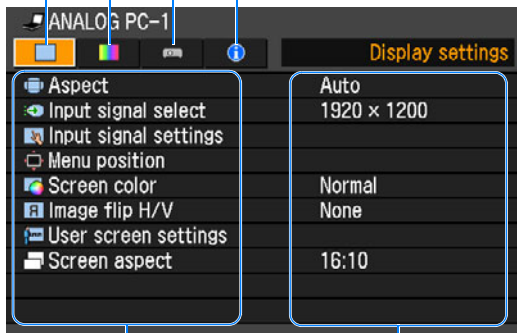 ANALOG PC-1
Display settings
Aspect Auto
Input signal select 1920 × 1200
Input signal settings
Menu position
Screen color Normal
Image flip H/V None
User screen settings
Screen aspect 16:10